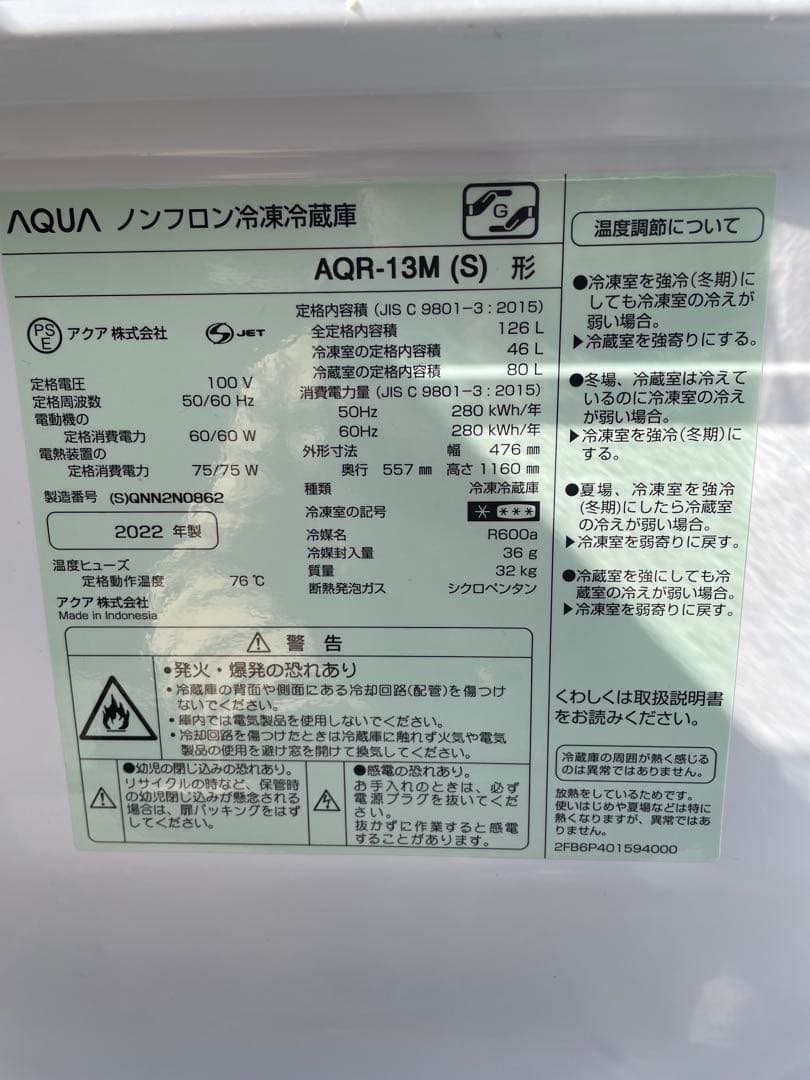 AQUA ノンフロン冷凍冷蔵庫
G
AQR-13M (S) 形
PS
E
アクア 株式会社
S JET
定格電圧 100 V
定格周波数 50/60 Hz
電動機の
定格消費電力 60/60 W
電熱装置の
定格消費電力 75/75 W
製造番号 (S)QNN2N0862
2022 年製
温度ヒューズ
定格動作温度 76℃
アクア 株式会社
Made in Indonesia
定格内容積 (JIS C 9801-3:2015)
全定格内容積 126 L
冷凍室の定格内容積 46 L
冷蔵室の定格内容積 80 L
消費電力量 (JIS C 9801-3:2015)
50Hz 280 kWh/年
60Hz 280 kWh/年
外形寸法 幅 476 ㎜
奥行 557 ㎜ 高さ 1160 ㎜
種類 冷凍冷蔵庫
冷凍室の記号 * ***
冷媒名 R600a
冷媒封入量 36 g
質量 32 kg
断熱発泡ガス シクロペンタン
⚠ 警 告
●発火・爆発の恐れあり
・冷蔵庫の背面や側面にある冷却回路(配管)を傷つけ
ないでください。
・庫内では電気製品を使用しないでください。
・冷却回路を傷つけたときは冷蔵庫に触れず火気や電気
製品の使用を避け窓を開けて換気してください。
●幼児の閉じ込みの恐れあり。
リサイクルの時など、保管時
の幼児閉じ込みが懸念される
場合は、扉パッキングをはず
してください。
●感電の恐れあり。
お手入れのときは、必ず
電源プラグを抜いてくだ
さい。
抜かずに作業すると感電
することがあります。
温度調節について
●冷凍室を強冷(冬期)に
しても冷凍室の冷えが
弱い場合。
▶冷蔵室を強寄りにする。
●冬場、冷蔵室は冷えて
いるのに冷凍室の冷え
が弱い場合。
▶冷凍室を強冷(冬期)に
する。
●夏場、冷凍室を強冷
(冬期)にしたら冷蔵室
の冷えが弱い場合。
▶冷凍室を弱寄りに戻す。
●冷蔵室を強にしても冷
蔵室の冷えが弱い場合。
▶冷凍室を弱寄りに戻す。
くわしくは取扱説明書
をお読みください。
冷蔵庫の周囲が熱く感じる
のは異常ではありません。
放熱をしているためです。
使いはじめや夏場などは特に
熱くなりますが、異常ではあ
りません。
2FB6P401594000